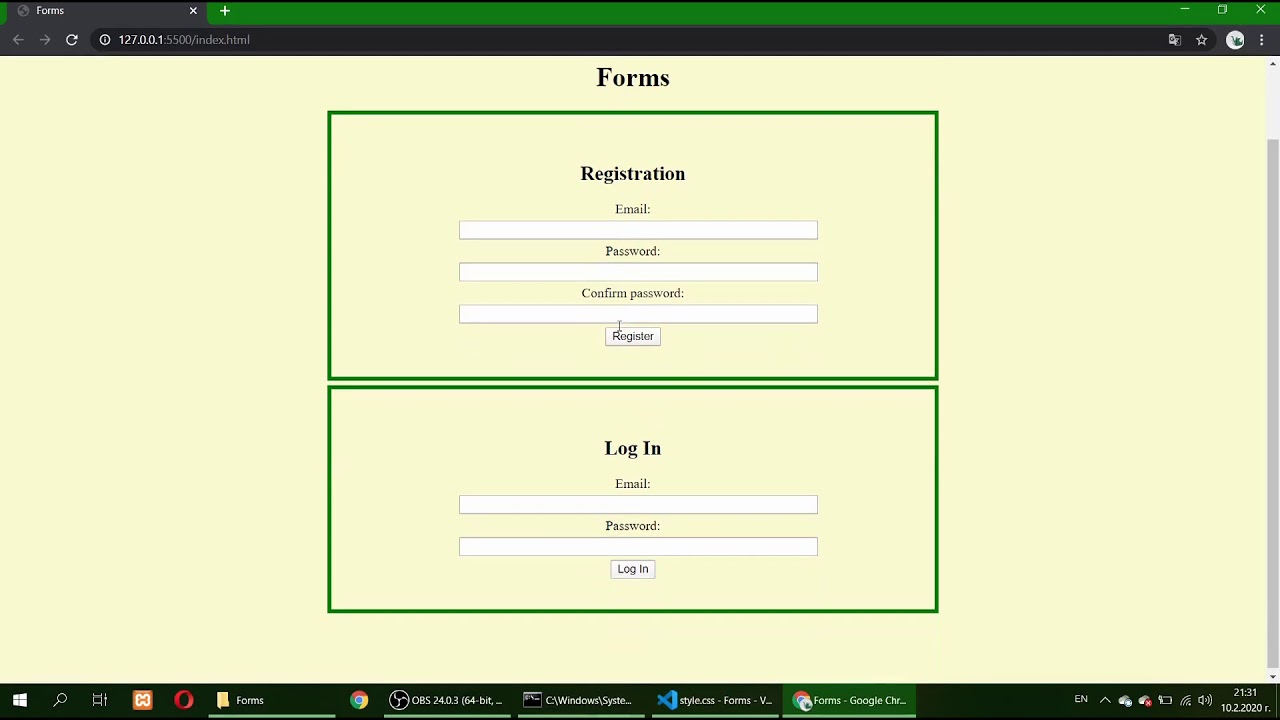 Forms
127.0.0.1:5500/index.html
Forms
Registration
Email:
Password:
Confirm password:
Register
Log In
Email:
Password:
Log In
Forms
OBS 24.0.3 (64-bit, ...
C:\Windows\Syste...
style.css - Forms - V...
Forms - Google Chr...
EN
21:31
10.2.2020 г.